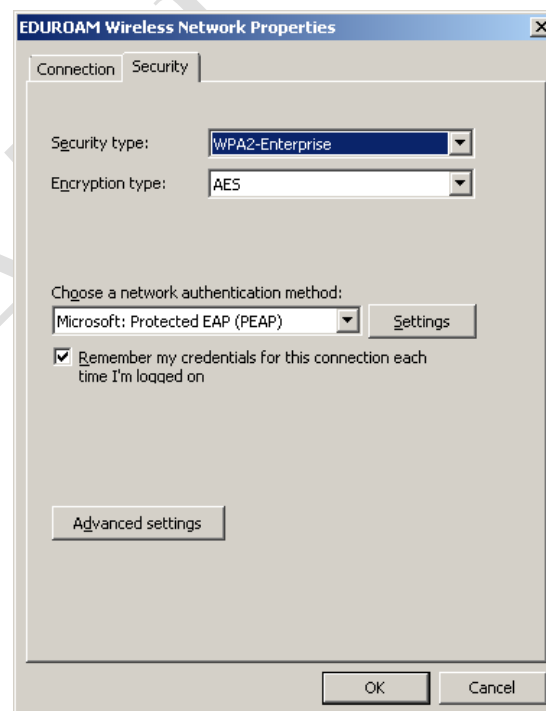 EDUROAM Wireless Network Properties
Connection
Security
Security type:
WPA2-Enterprise
Encryption type:
AES
Choose a network authentication method:
Microsoft: Protected EAP (PEAP)
Settings
Remember my credentials for this connection each
time I'm logged on
Advanced settings
OK
Cancel